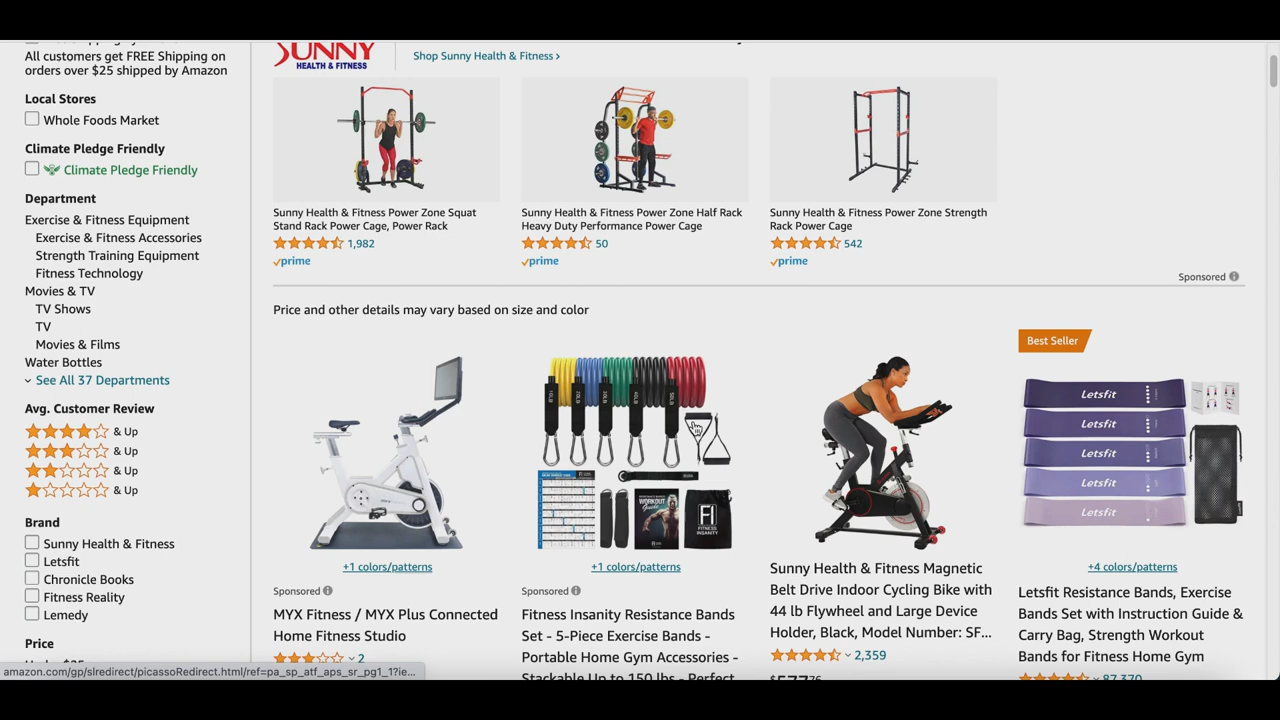 All customers get FREE Shipping on
orders over $25 shipped by Amazon
Local Stores
Whole Foods Market
Climate Pledge Friendly
Climate Pledge Friendly
Department
Exercise & Fitness Equipment
Exercise & Fitness Accessories
Strength Training Equipment
Fitness Technology
Movies & TV
TV Shows
TV
Movies & Films
Water Bottles
See All 37 Departments
Avg. Customer Review
& Up
& Up
& Up
& Up
Brand
Sunny Health & Fitness
Letsfit
Chronicle Books
Fitness Reality
Lemedy
Price
amazon.com/gp/slredirect/picassoRedirect.html/ref=pa_sp_atf_aps_sr_pg1_1?ie...
SUNNY
HEALTH & FITNESS
Shop Sunny Health & Fitness ›
Sunny Health & Fitness Power Zone Squat
Stand Rack Power Cage, Power Rack
1,982
prime
Sunny Health & Fitness Power Zone Half Rack
Heavy Duty Performance Power Cage
50
prime
Sunny Health & Fitness Power Zone Strength
Rack Power Cage
542
prime
Sponsored
Price and other details may vary based on size and color
+1 colors/patterns
Sponsored
MYX Fitness / MYX Plus Connected
Home Fitness Studio
2
WORKOUT
Guide
FI
FITNESS
INSANITY
+1 colors/patterns
Sponsored
Fitness Insanity Resistance Bands
Set - 5-Piece Exercise Bands -
Portable Home Gym Accessories -
Stackable Up to 150 lbs - Perfect
Sunny Health & Fitness Magnetic
Belt Drive Indoor Cycling Bike with
44 lb Flywheel and Large Device
Holder, Black, Model Number: SF...
2,359
Best Seller
Letsfit
Letsfit
Letsfit
Letsfit
Letsfit
+4 colors/patterns
Letsfit Resistance Bands, Exercise
Bands Set with Instruction Guide &
Carry Bag, Strength Workout
Bands for Fitness Home Gym
87,370